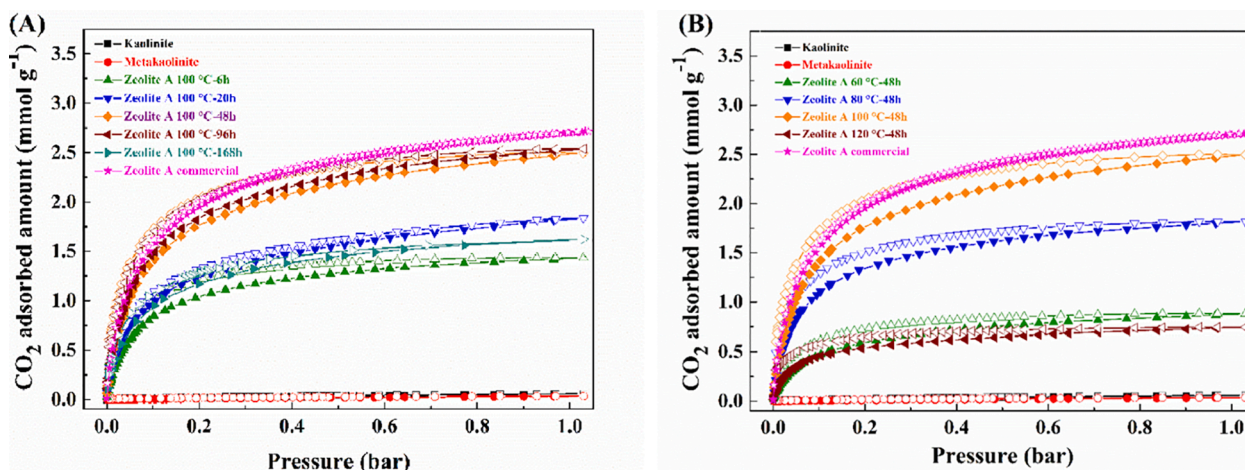 (A)
CO2 adsorbed amount (mmol g-1)
3.5
3.0
2.5
2.0
1.5
1.0
0.5
0.0
Kaolinite
Metakaolinite
Zeolite A 100 °C-6h
Zeolite A 100 °C-20h
Zeolite A 100 °C-48h
Zeolite A 100 °C-96h
Zeolite A 100 °C-168h
Zeolite A commercial
0.0 0.2 0.4 0.6 0.8 1.0
Pressure (bar)
(B)
CO2 adsorbed amount (mmol g-1)
3.5
3.0
2.5
2.0
1.5
1.0
0.5
0.0
Kaolinite
Metakaolinite
Zeolite A 60 °C-48h
Zeolite A 80 °C-48h
Zeolite A 100 °C-48h
Zeolite A 120 °C-48h
Zeolite A commercial
0.0 0.2 0.4 0.6 0.8 1.0
Pressure (bar)